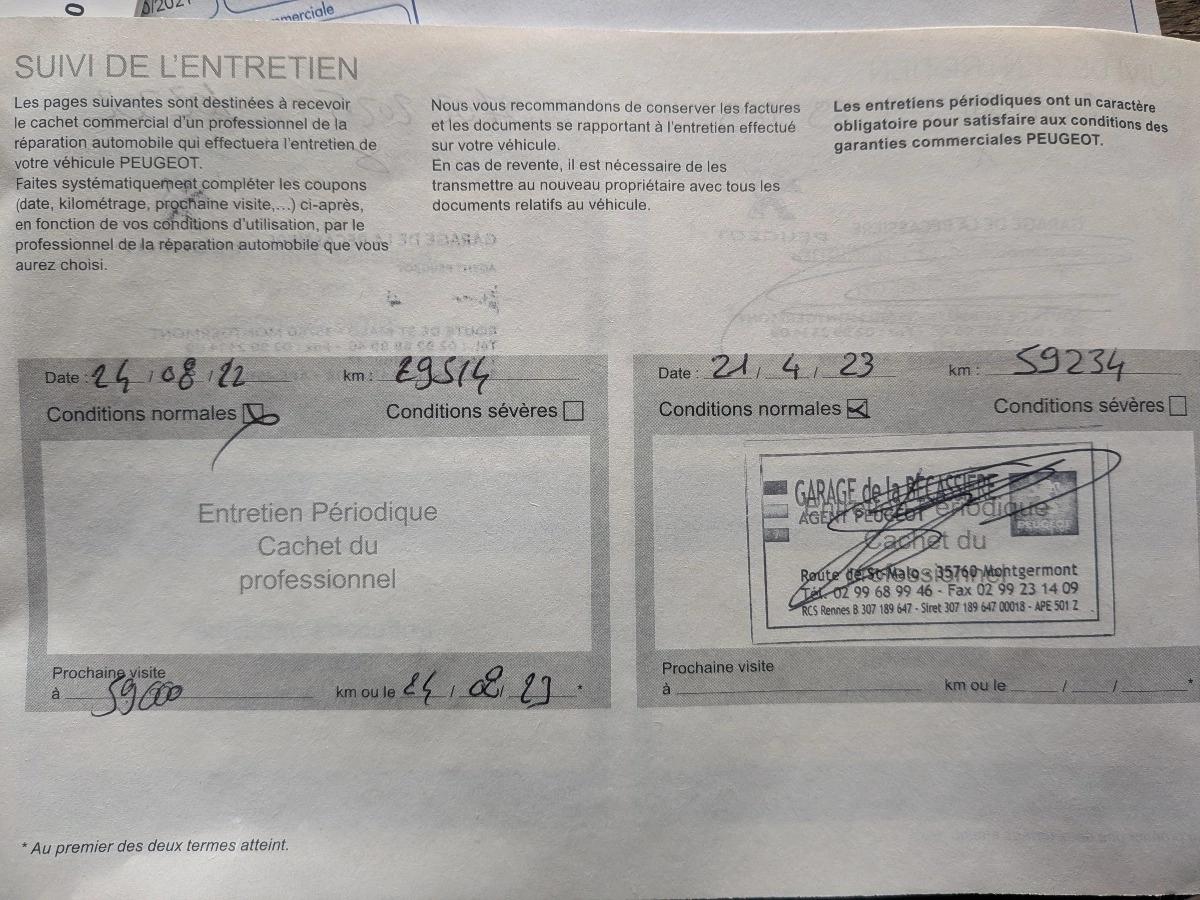 merciale
SUIVI DE L'ENTRETIEN
Les pages suivantes sont destinées à recevoir
le cachet commercial d'un professionnel de la
réparation automobile qui effectuera l'entretien de
votre véhicule PEUGEOT.
Faites systématiquement compléter les coupons
(date, kilométrage, prochaine visite,...) ci-après,
en fonction de vos conditions d'utilisation, par le
professionnel de la réparation automobile que vous
aurez choisi.
Nous vous recommandons de conserver les factures
et les documents se rapportant à l'entretien effectué
sur votre véhicule.
En cas de revente, il est nécessaire de les
transmettre au nouveau propriétaire avec tous les
documents relatifs au véhicule.
Les entretiens périodiques ont un caractère
obligatoire pour satisfaire aux conditions des
garanties commerciales PEUGEOT.
Date : 24 / 08 / 22 km : 29514
Conditions normales Conditions sévères
Entretien Périodique
Cachet du
professionnel
Prochaine visite
à 59000 km ou le 24 / 08 / 23 *
Date : 21 / 4 / 23 km : 59234
Conditions normales Conditions sévères
GARAGE de la BÉCASSIÈRE
AGENT PEUGEOT
PEUGEOT
Périodique
Cachet du
Route de St-Malo - 35760 Montgermont
Tél. 02 99 68 99 46 - Fax 02 99 23 14 09
RCS Rennes B 307 189 647 - Siret 307 189 647 00018 - APE 501 Z
Prochaine visite
à km ou le / / *
* Au premier des deux termes atteint.